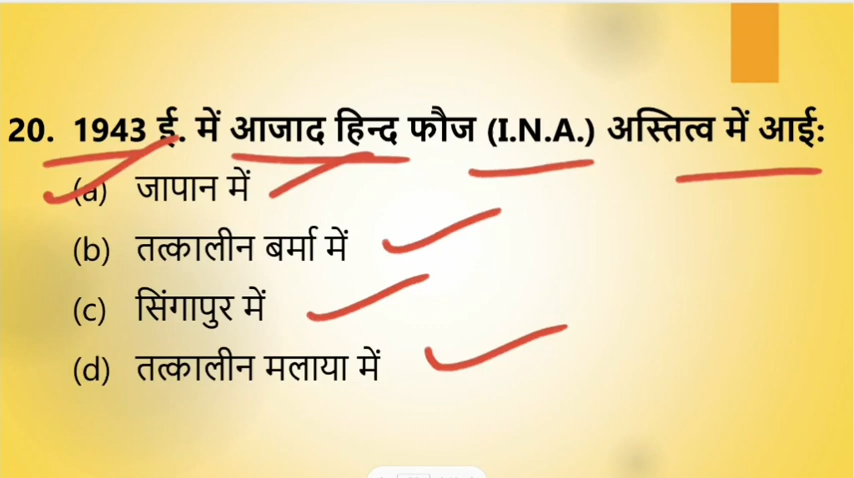 20. 1943 ई. में आजाद हिन्द फौज (I.N.A.) अस्तित्व में आई:
(a) जापान में
(b) तत्कालीन बर्मा में
(c) सिंगापुर में
(d) तत्कालीन मलाया में